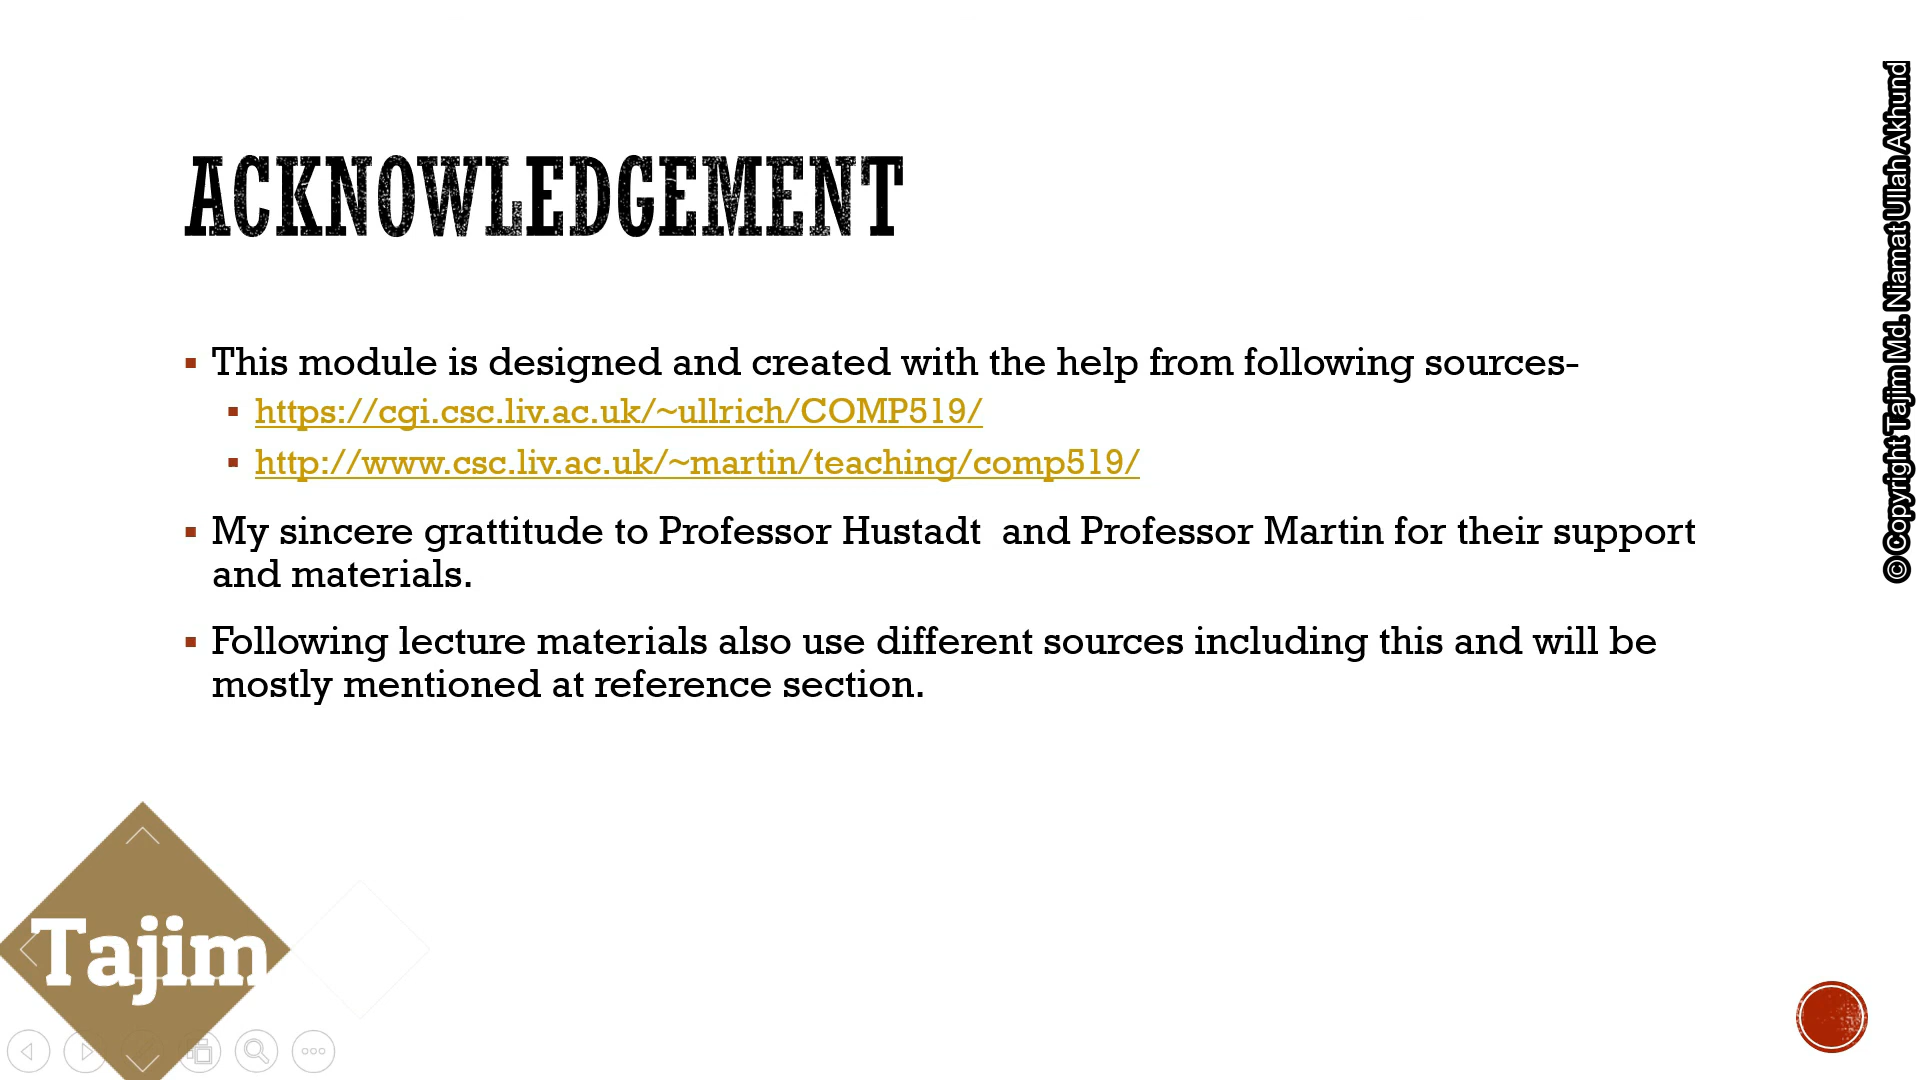 ACKNOWLEDGEMENT
This module is designed and created with the help from following sources-
https://cgi.csc.liv.ac.uk/~ullrich/COMP519/
http://www.csc.liv.ac.uk/~martin/teaching/comp519/
My sincere grattitude to Professor Hustadt  and Professor Martin for their support
and materials.
Following lecture materials also use different sources including this and will be
mostly mentioned at reference section.
© Copyright Tajim Md. Niamat Ullah Akhund
Tajim